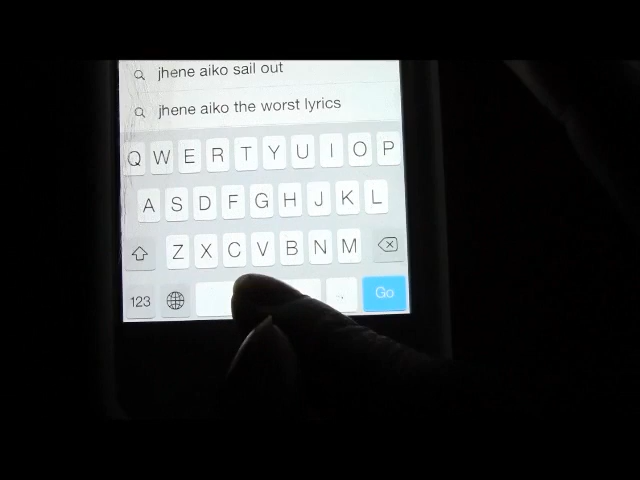 jhene aiko sail out
jhene aiko the worst lyrics
Q W E R T Y U I O P
A S D F G H J K L
Z X C V B N M
123 Go